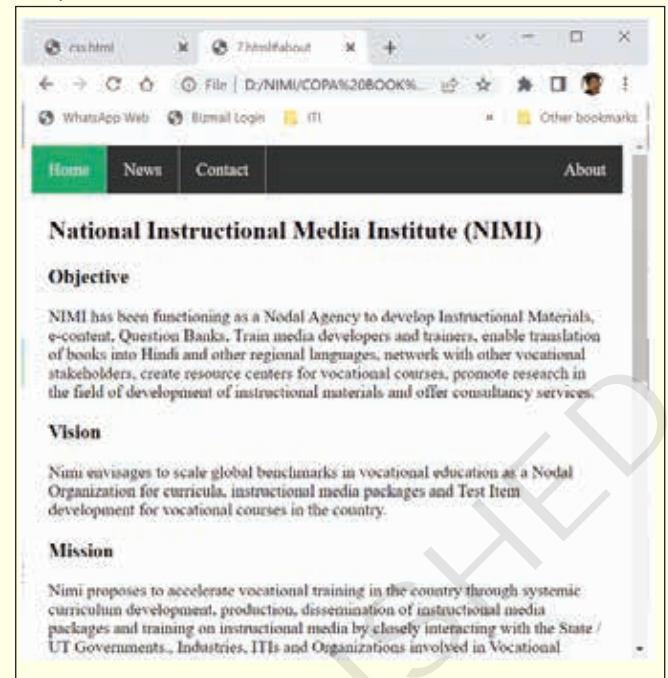 css.html 7.html#about
File D:/NIMI/COPA%20BOOK%...
WhatsApp Web Bizmail Login ITI Other bookmarks
Home News Contact About
National Instructional Media Institute (NIMI)
Objective
NIMI has been functioning as a Nodal Agency to develop Instructional Materials,
e-content, Question Banks, Train media developers and trainers, enable translation
of books into Hindi and other regional languages, network with other vocational
stakeholders, create resource centers for vocational courses, promote research in
the field of development of instructional materials and offer consultancy services.
Vision
Nimi envisages to scale global benchmarks in vocational education as a Nodal
Organization for curricula, instructional media packages and Test Item
development for vocational courses in the country.
Mission
Nimi proposes to accelerate vocational training in the country through systemic
curriculum development, production, dissemination of instructional media
packages and training on instructional media by closely interacting with the State /
UT Governments., Industries, ITIs and Organizations involved in Vocational